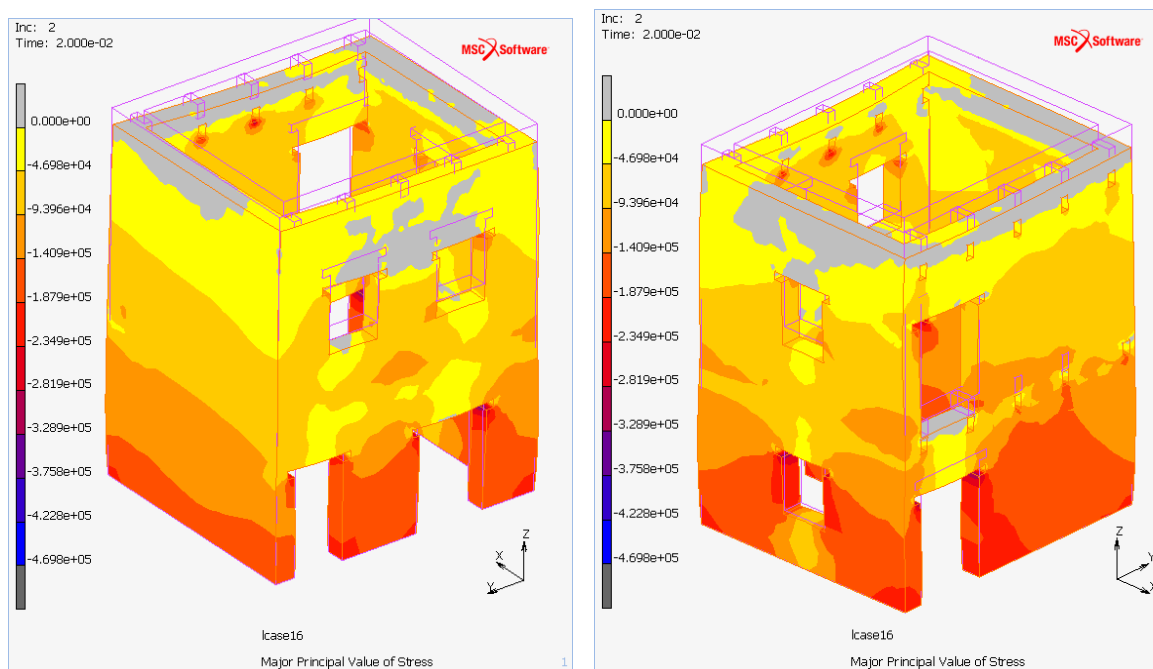 Inc: 2
Time: 2.000e-02
MSC Software
0.000e+00
-4.698e+04
-9.396e+04
-1.409e+05
-1.879e+05
-2.349e+05
-2.819e+05
-3.289e+05
-3.758e+05
-4.228e+05
-4.698e+05
Z
X
Y
lcase16
Major Principal Value of Stress
1
Inc: 2
Time: 2.000e-02
MSC Software
0.000e+00
-4.698e+04
-9.396e+04
-1.409e+05
-1.879e+05
-2.349e+05
-2.819e+05
-3.289e+05
-3.758e+05
-4.228e+05
-4.698e+05
Z
Y
X
lcase16
Major Principal Value of Stress